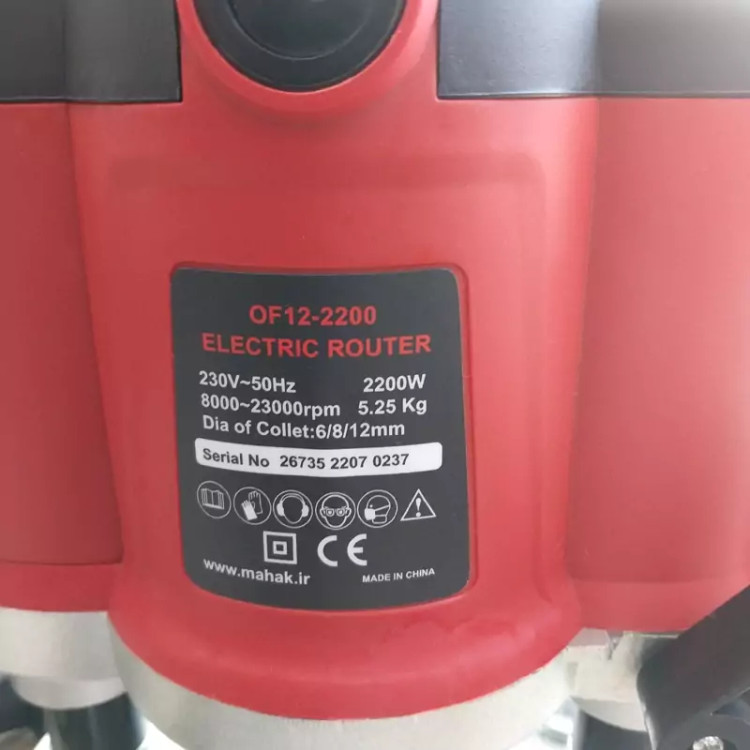 OF12-2200
ELECTRIC ROUTER
230V~50Hz 2200W
8000~23000rpm 5.25 Kg
Dia of Collet:6/8/12mm
Serial No 26735 2207 0237
CE
www.mahak.ir MADE IN CHINA